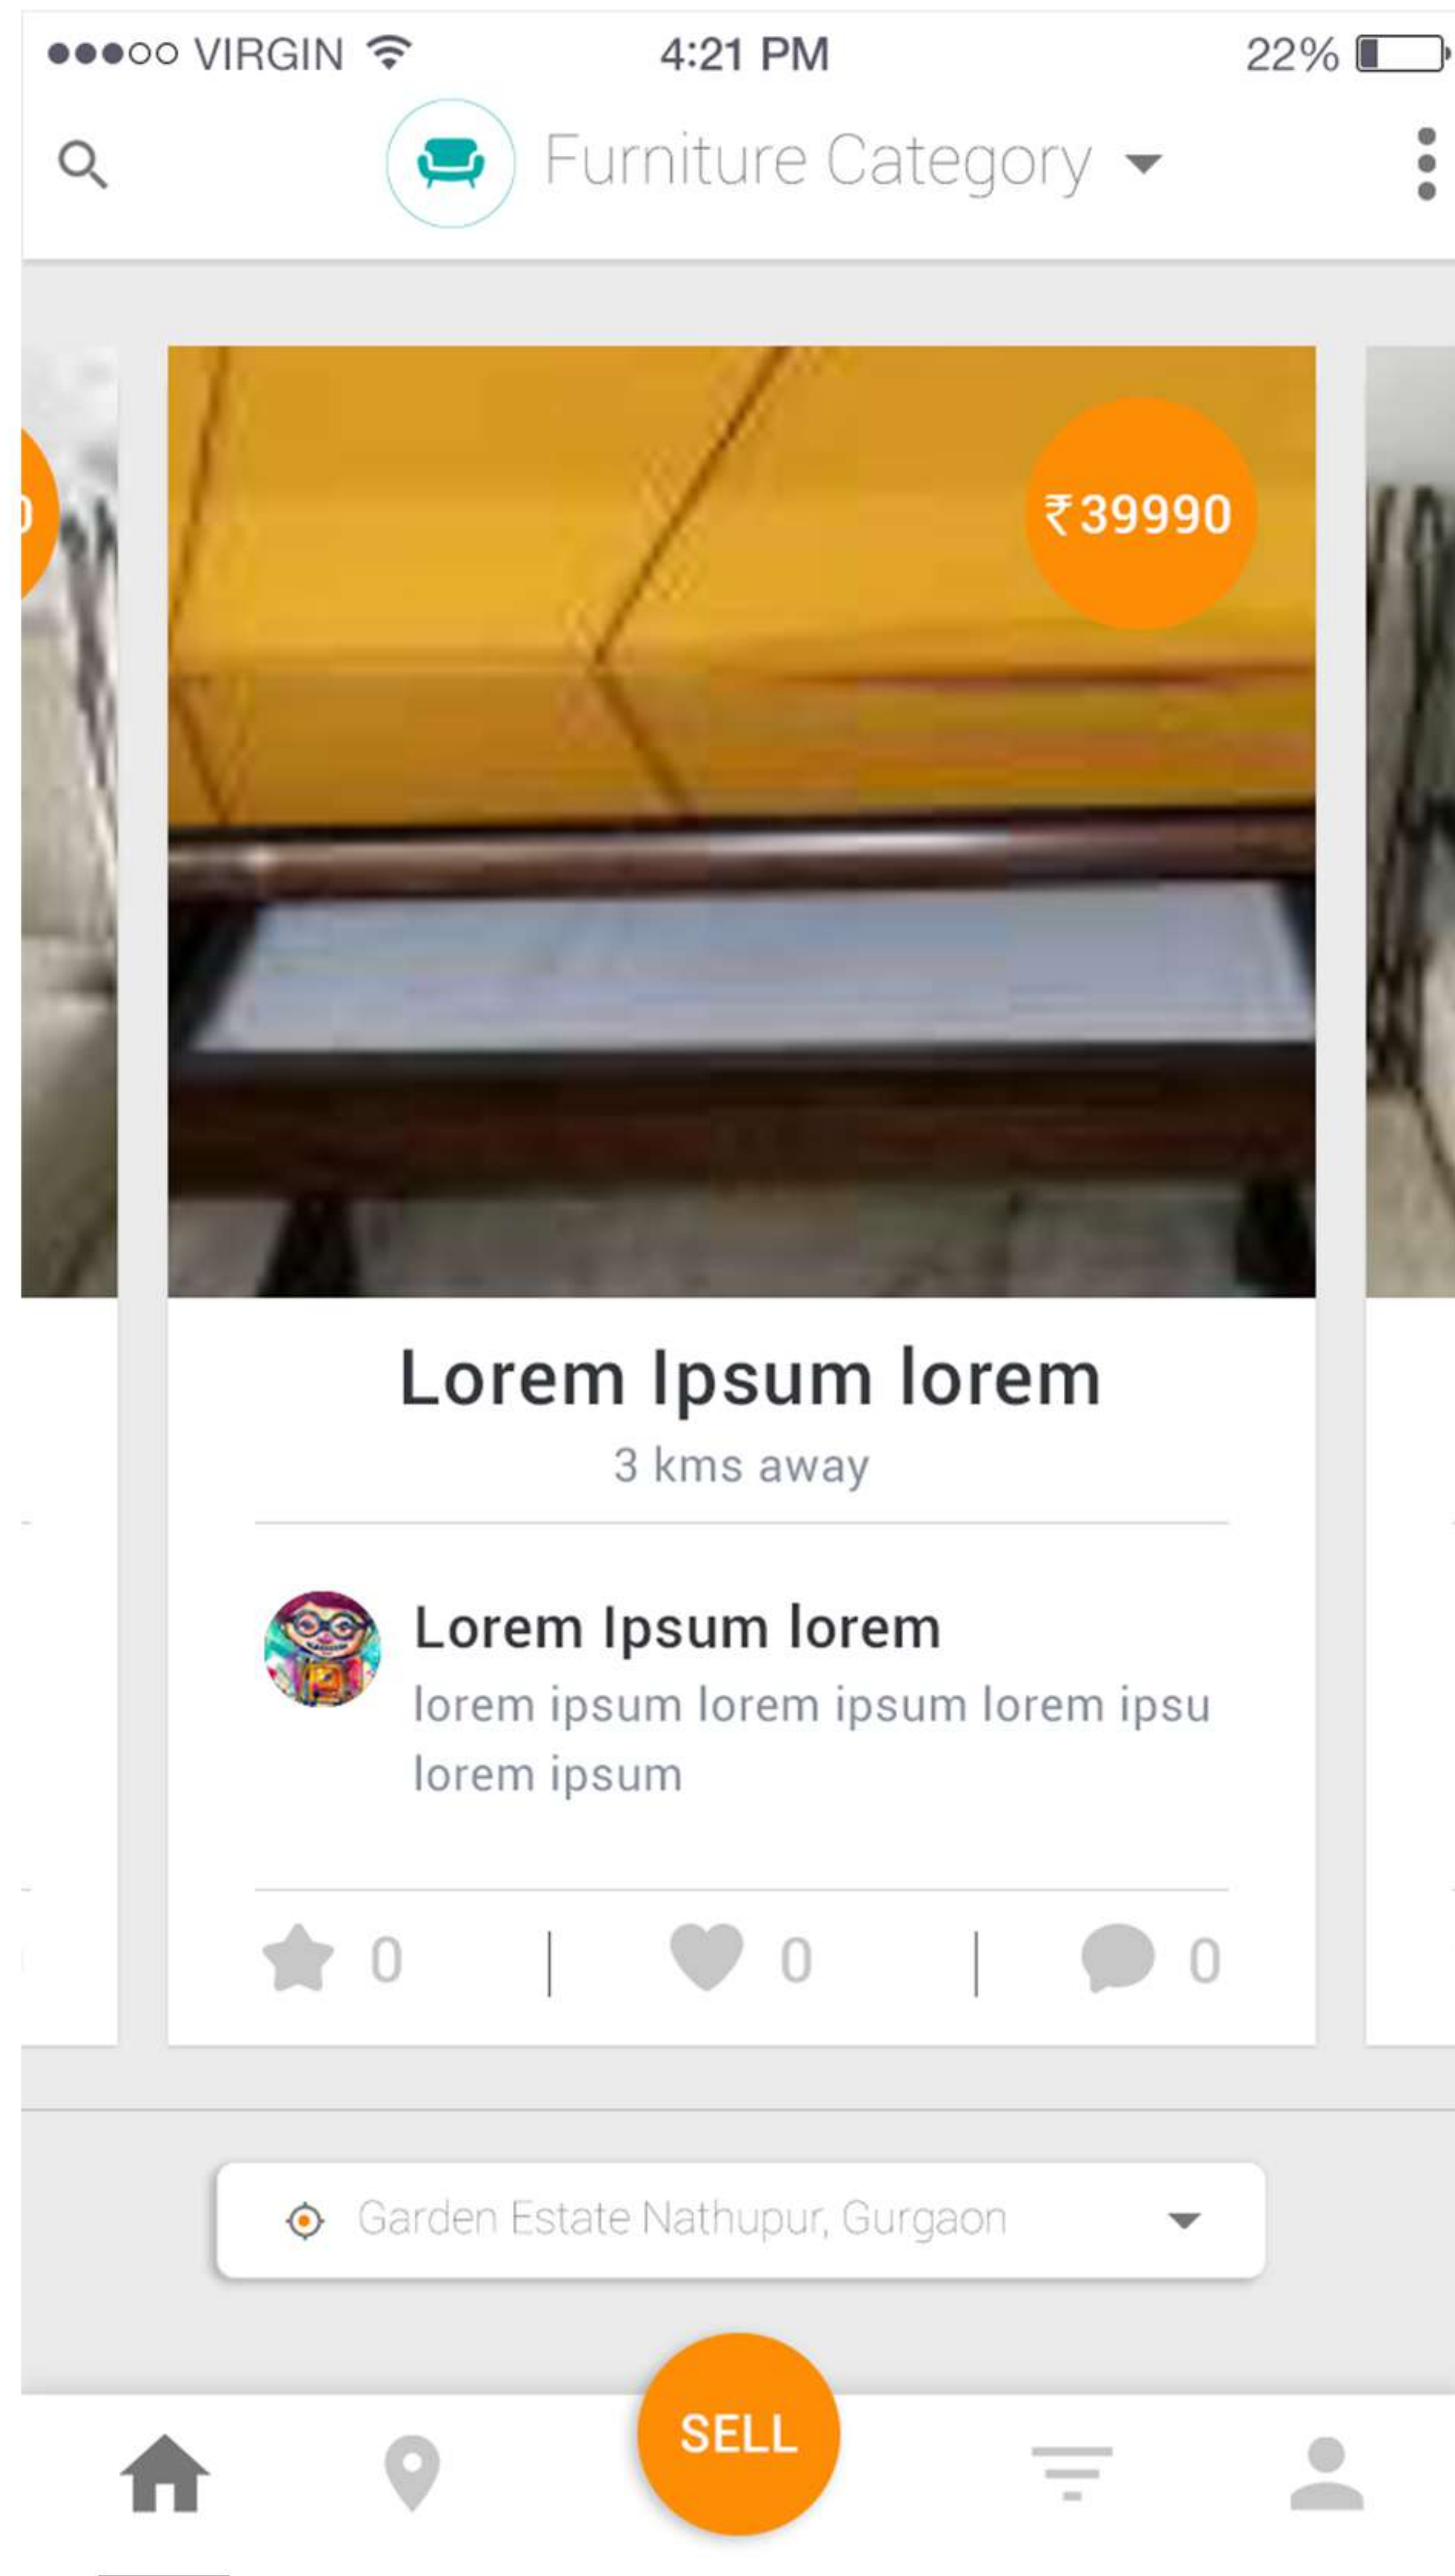 VIRGIN 4:21 PM 22%
Furniture Category
₹39990
Lorem Ipsum lorem
3 kms away
Lorem Ipsum lorem
lorem ipsum lorem ipsum lorem ipsu
lorem ipsum
0 | 0 | 0
Garden Estate Nathupur, Gurgaon
SELL